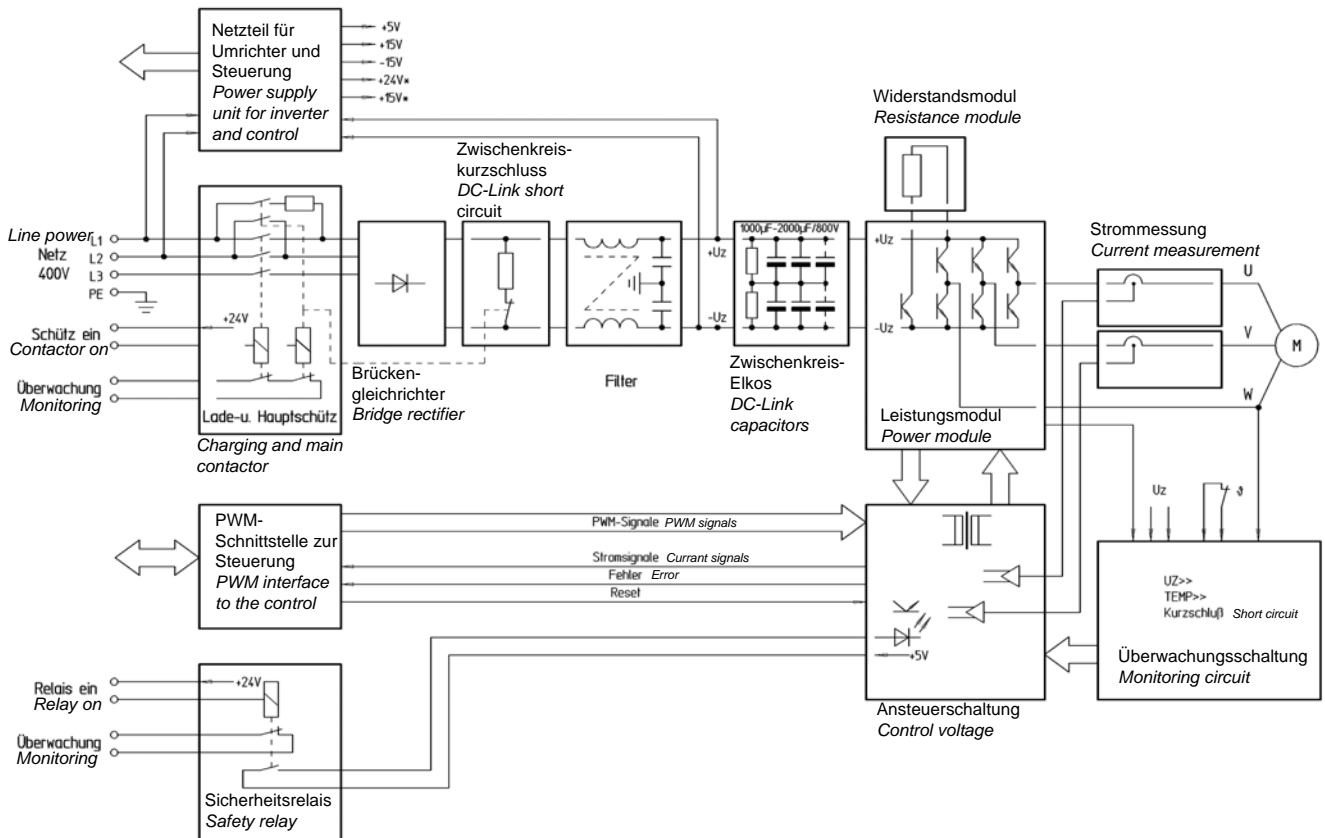 Netzteil für
Umrichter und
Steuerung
Power supply
unit for inverter
and control
+5V
+15V
-15V
+24V*
+15V*
Widerstandsmodul
Resistance module
Zwischenkreis-
kurzschluss
DC-Link short
circuit
Line power
L1
Netz
L2
400V
L3
PE
Schütz ein
Contactor on
+24V
Überwachung
Monitoring
Lade-u. Hauptschütz
Charging and main
contactor
Brücken-
gleichrichter
Bridge rectifier
Filter
+Uz
-Uz
1000µF-2000µF/800V
Zwischenkreis-
Elkos
DC-Link
capacitors
+Uz
-Uz
Leistungsmodul
Power module
Strommessung
Current measurement
U
V
W
M
PWM-
Schnittstelle zur
Steuerung
PWM interface
to the control
PWM-Signale PWM signals
Stromsignale Currant signals
Fehler Error
Reset
+5V
Ansteuerschaltung
Control voltage
Uz
ϑ
UZ>>
TEMP>>
Kurzschluß Short circuit
Überwachungsschaltung
Monitoring circuit
Relais ein
Relay on
+24V
Überwachung
Monitoring
Sicherheitsrelais
Safety relay